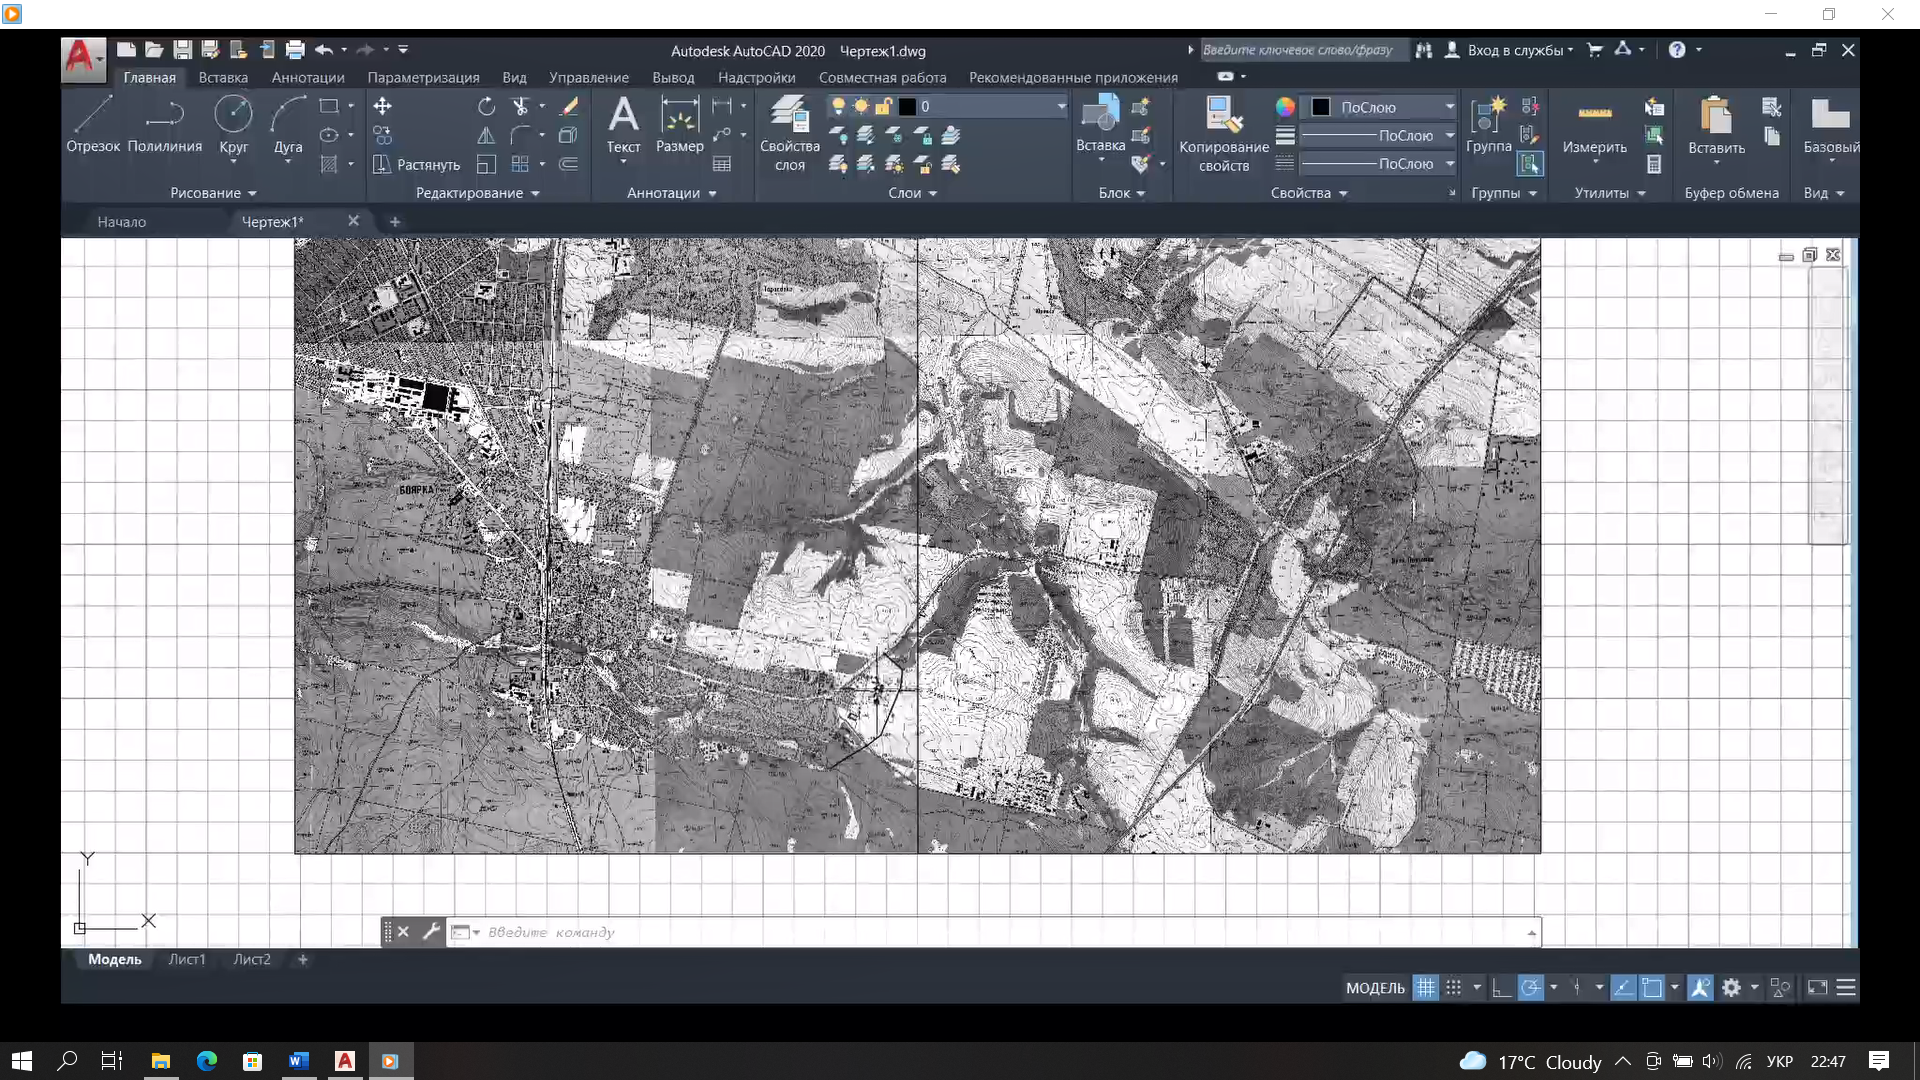 Autodesk AutoCAD 2020 Чертеж1.dwg
Введите ключевое слово/фразу
Вход в службы
Главная Вставка Аннотации Параметризация Вид Управление Вывод Надстройки Совместная работа Рекомендованные приложения
Отрезок Полилиния Круг Дуга
Растянуть
Текст Размер
Свойства слоя
0
Вставка
Копирование свойств
ПоСлою
ПоСлою
ПоСлою
Группа
Измерить
Вставить
Базовый
Рисование Редактирование Аннотации Слои Блок Свойства Группы Утилиты Буфер обмена Вид
Начало Чертеж1*
БОЯРКА
Y
X
Введите команду
Модель Лист1 Лист2
МОДЕЛЬ
17°C Cloudy УКР 22:47